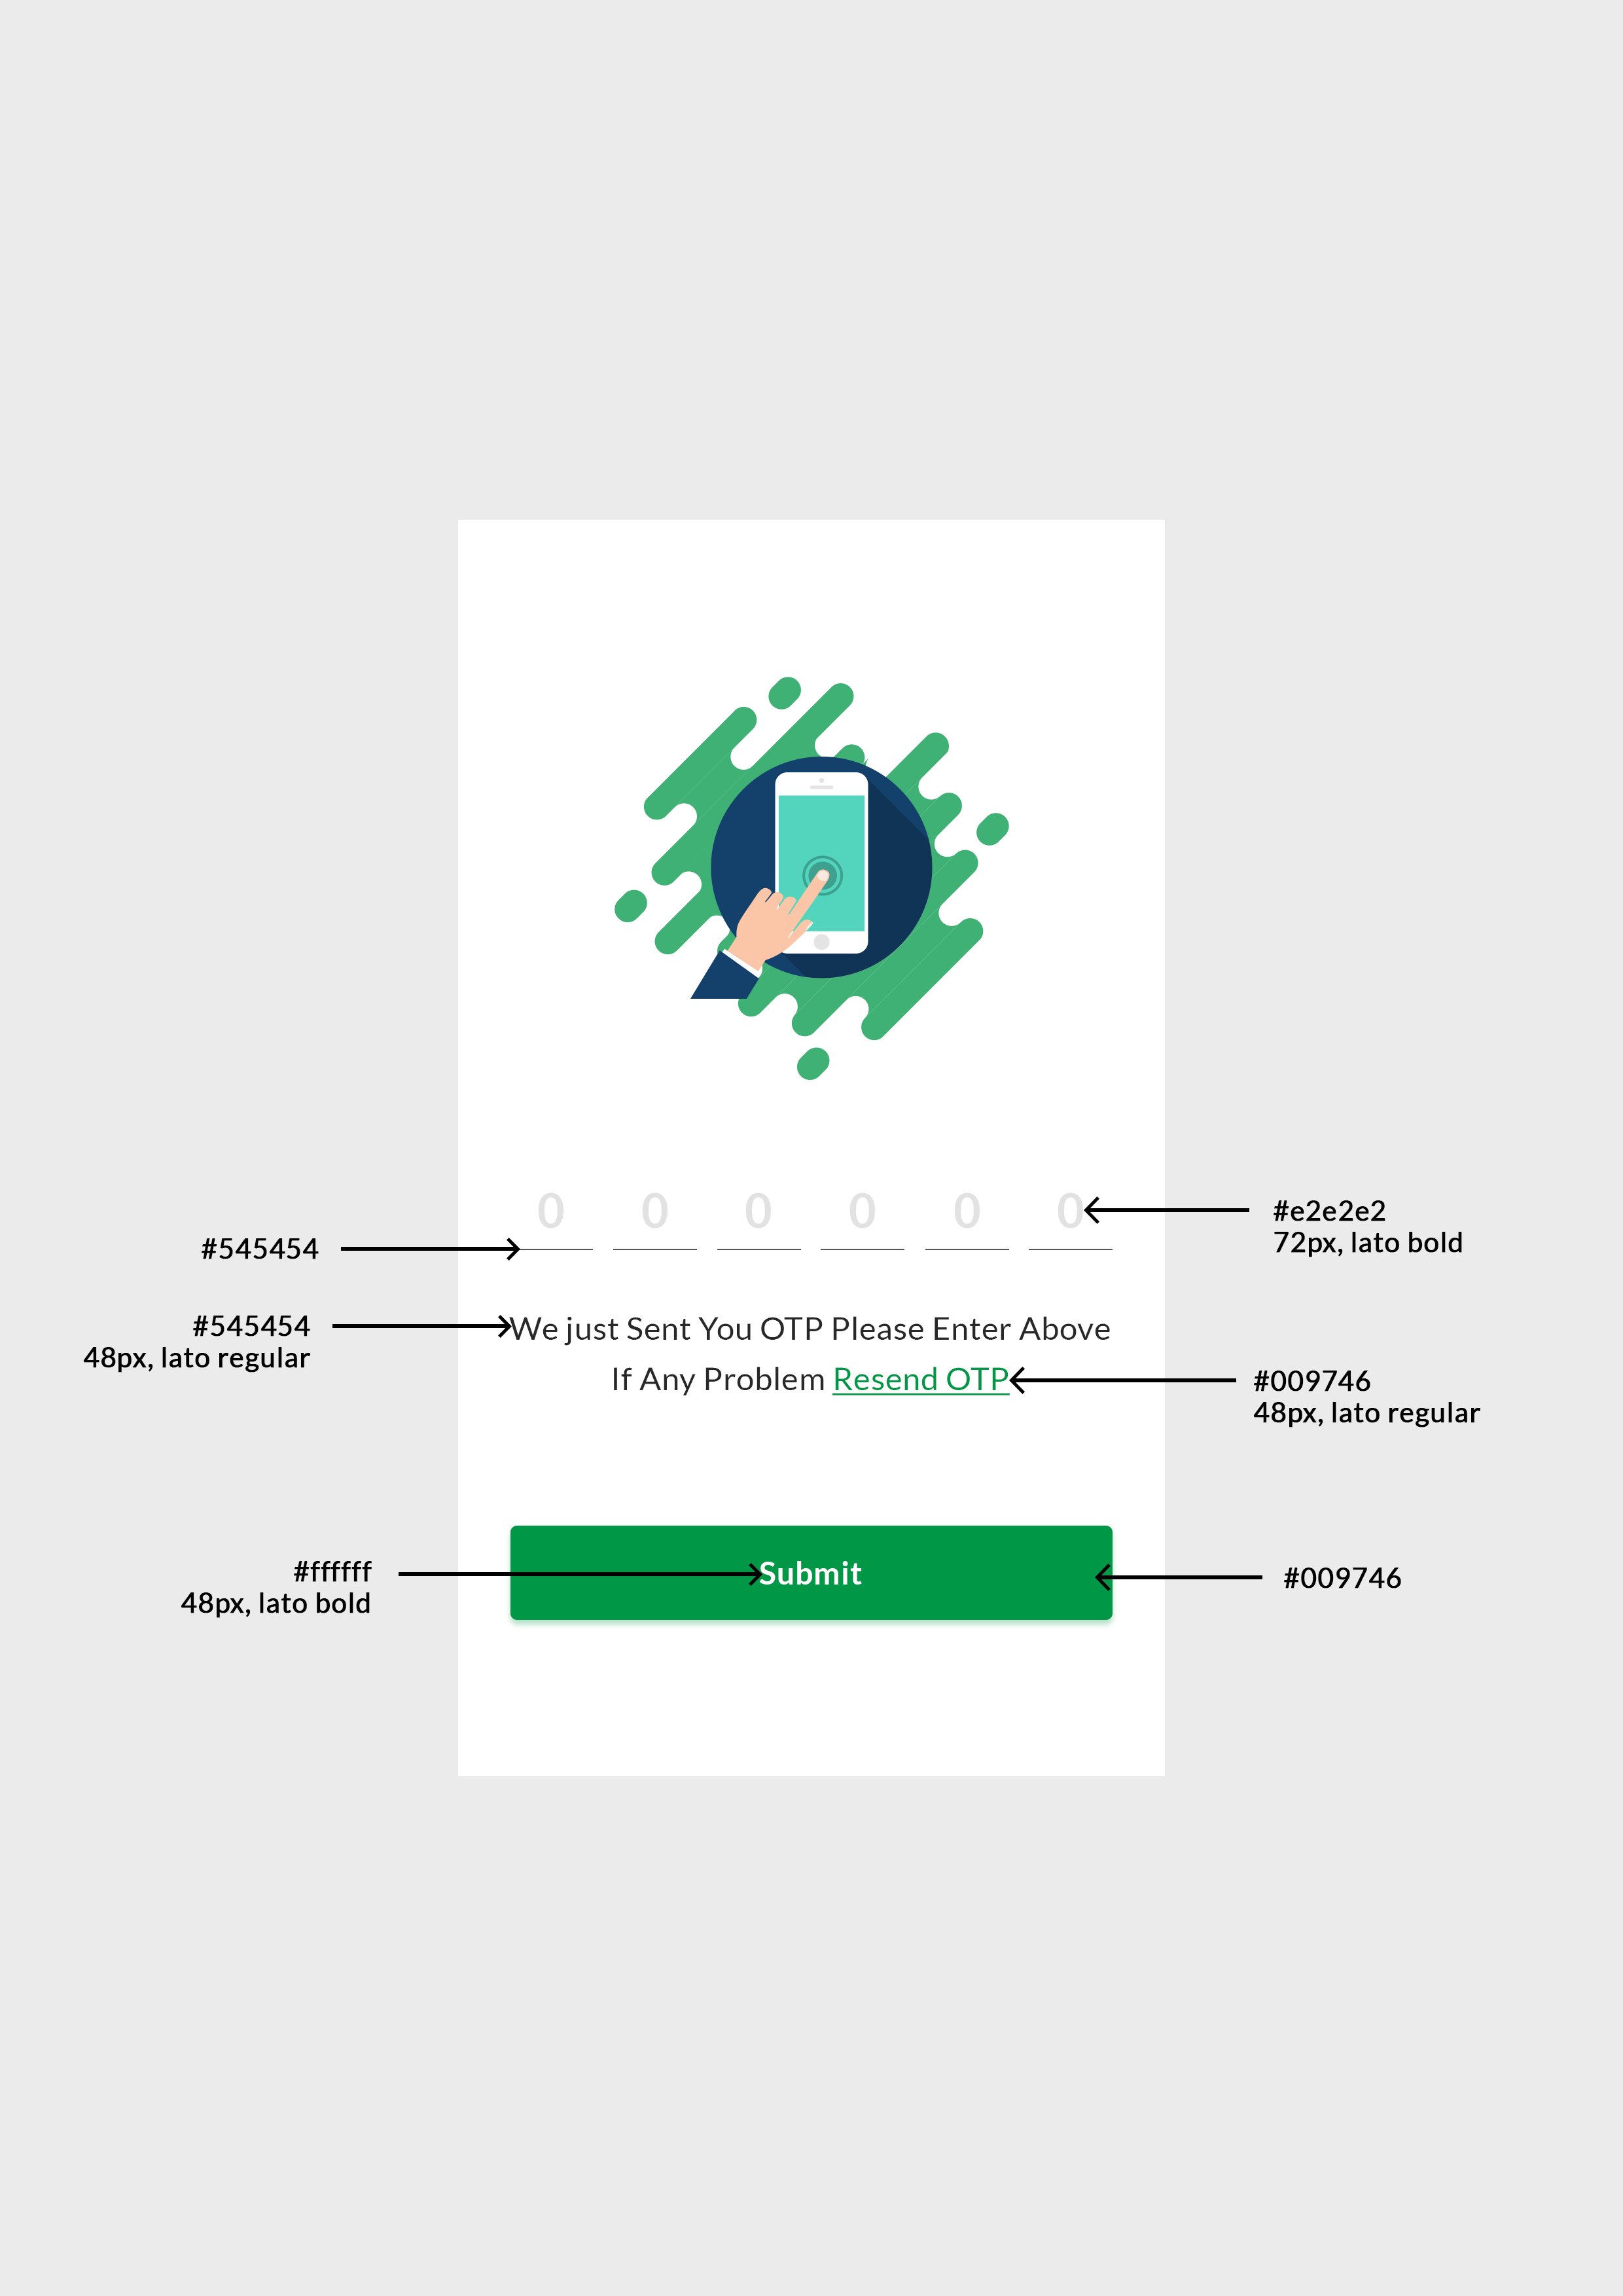 0 0 0 0 0 0
#e2e2e2
72px, lato bold
#545454
#545454
48px, lato regular
We just Sent You OTP Please Enter Above
If Any Problem Resend OTP
#009746
48px, lato regular
#ffffff
48px, lato bold
Submit
#009746